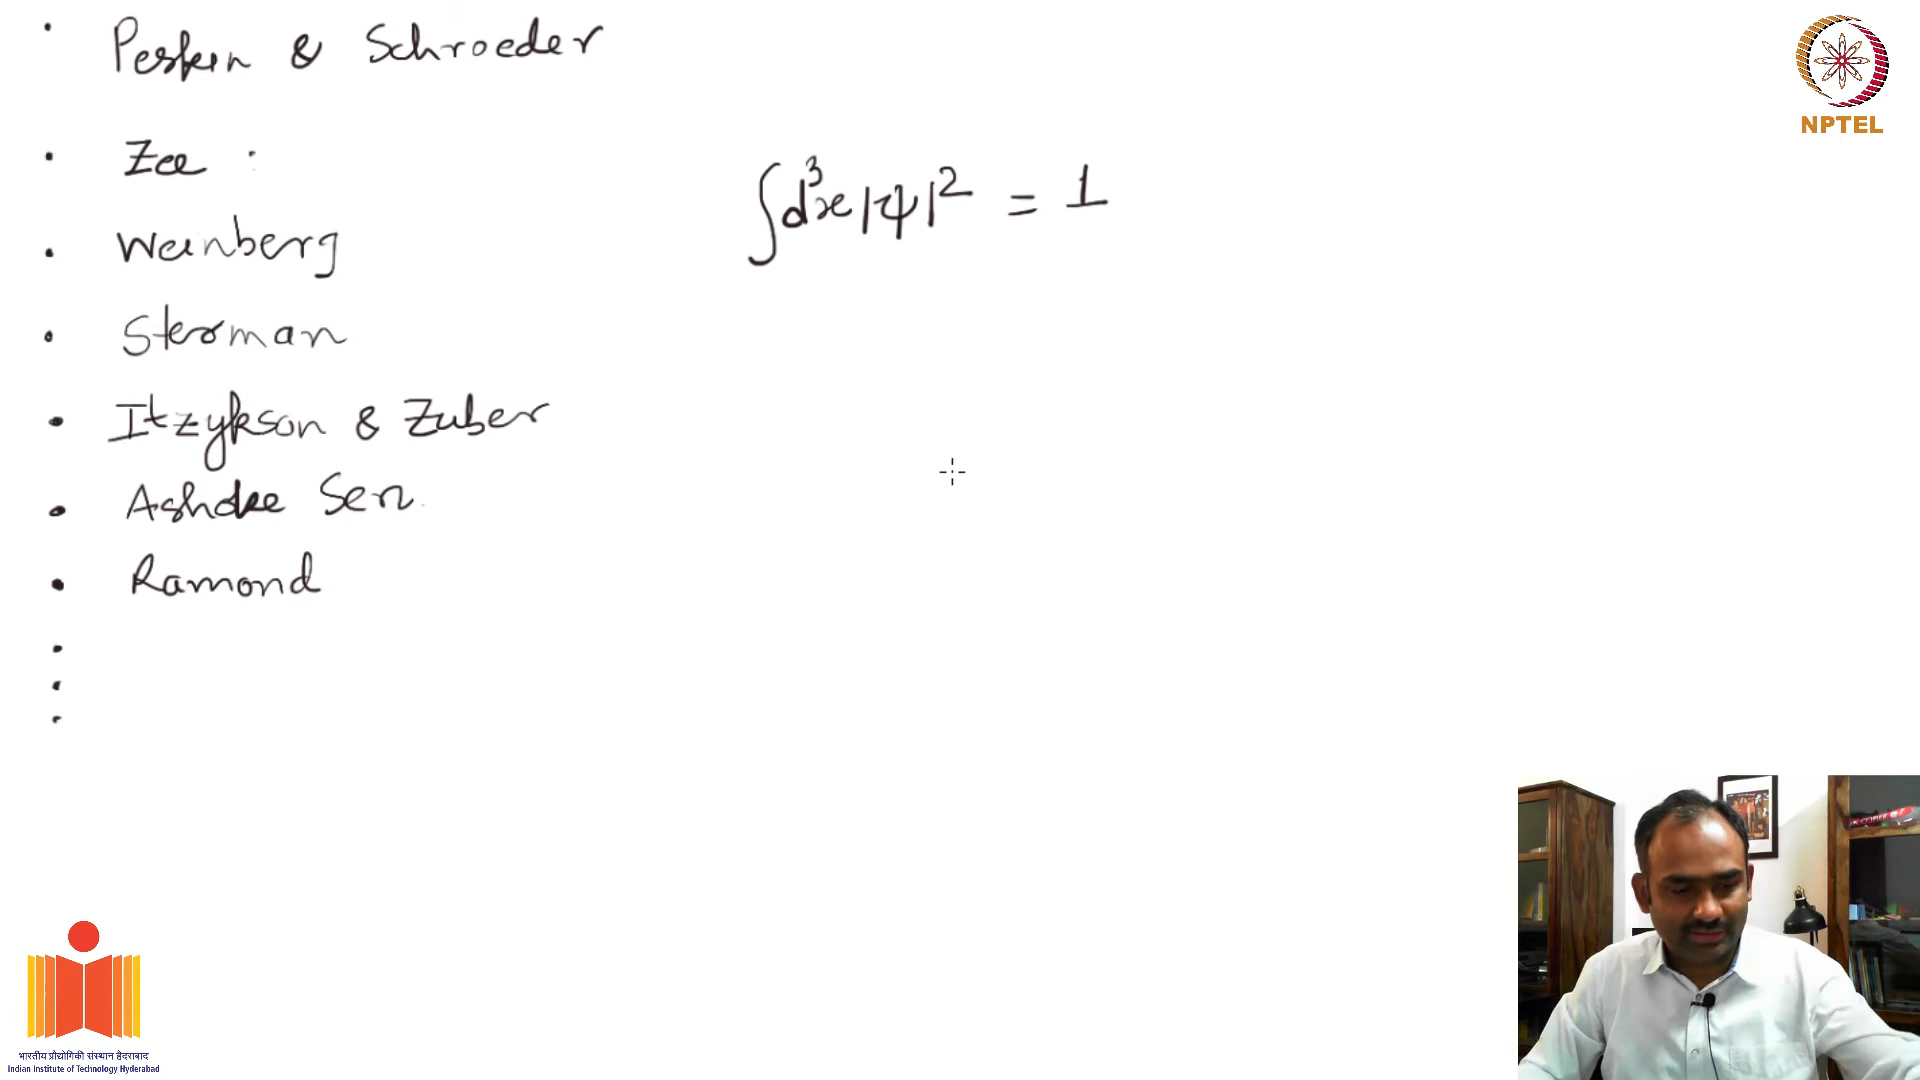 • Peskin & Schroeder
• Zee :
• Weinberg
• Sterman
• Itzykson & Zuber
• Ashoke Sen
• Ramond
∫d³x|ψ|² = 1
NPTEL
भारतीय प्रौद्योगिकी संस्थान हैदराबाद
Indian Institute of Technology Hyderabad